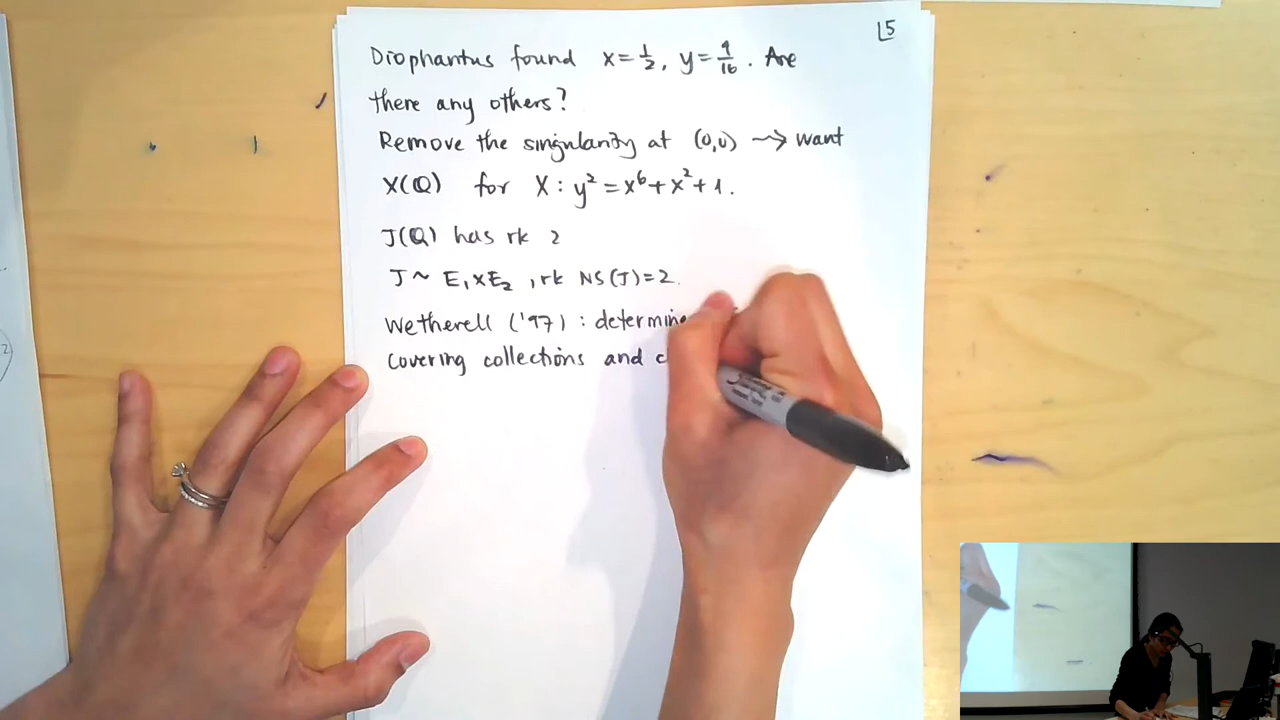 5
Diophantus found x=1/2, y=9/16. Are
there any others?
Remove the singularity at (0,0) ⇝ want
X(ℚ) for X: y²=x⁶+x²+1.
J(ℚ) has rk 2
J ~ E₁×E₂, rk NS(J)=2.
Wetherell ('97): determine
covering collections and